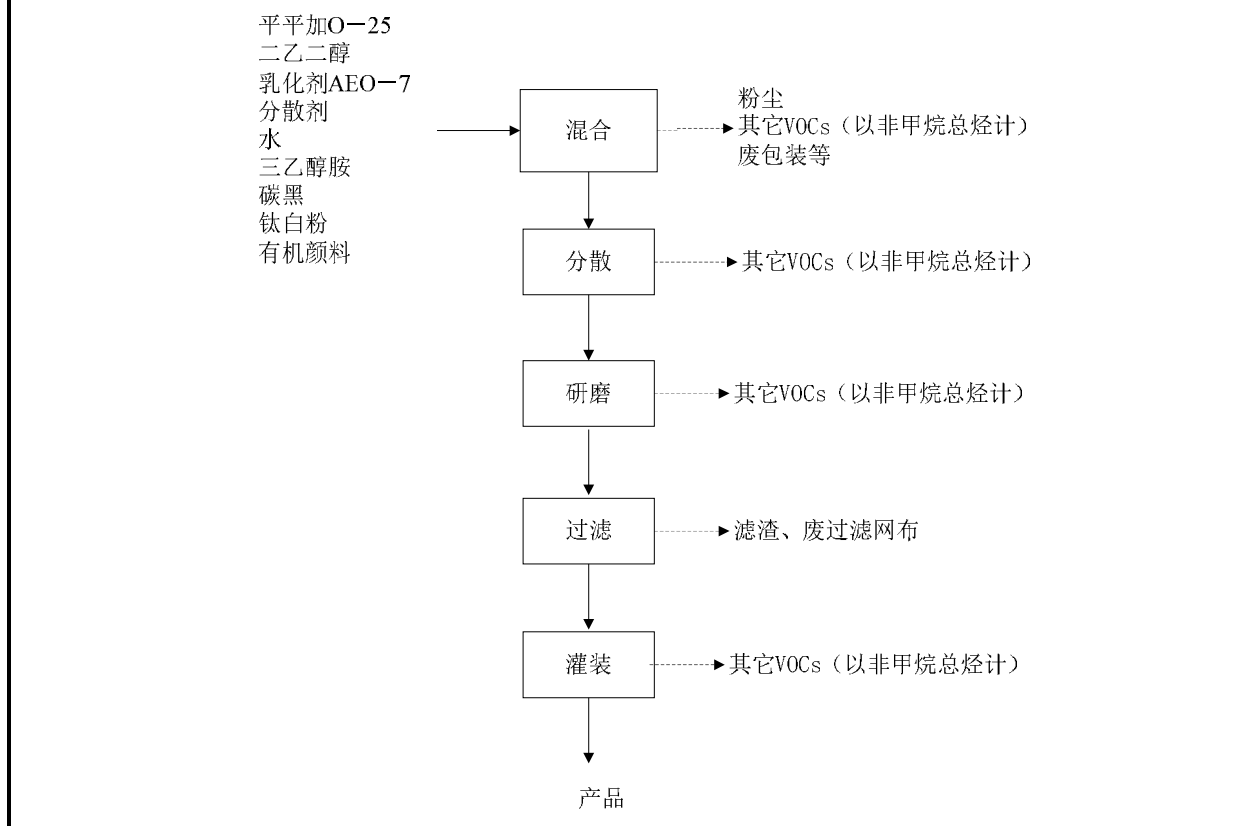 平平加O－25
二乙二醇
乳化剂AEO－7
分散剂
水
三乙醇胺
碳黑
钛白粉
有机颜料
混合
粉尘
其它VOCs（以非甲烷总烃计）
废包装等
分散
其它VOCs（以非甲烷总烃计）
研磨
其它VOCs（以非甲烷总烃计）
过滤
滤渣、废过滤网布
灌装
其它VOCs（以非甲烷总烃计）
产品